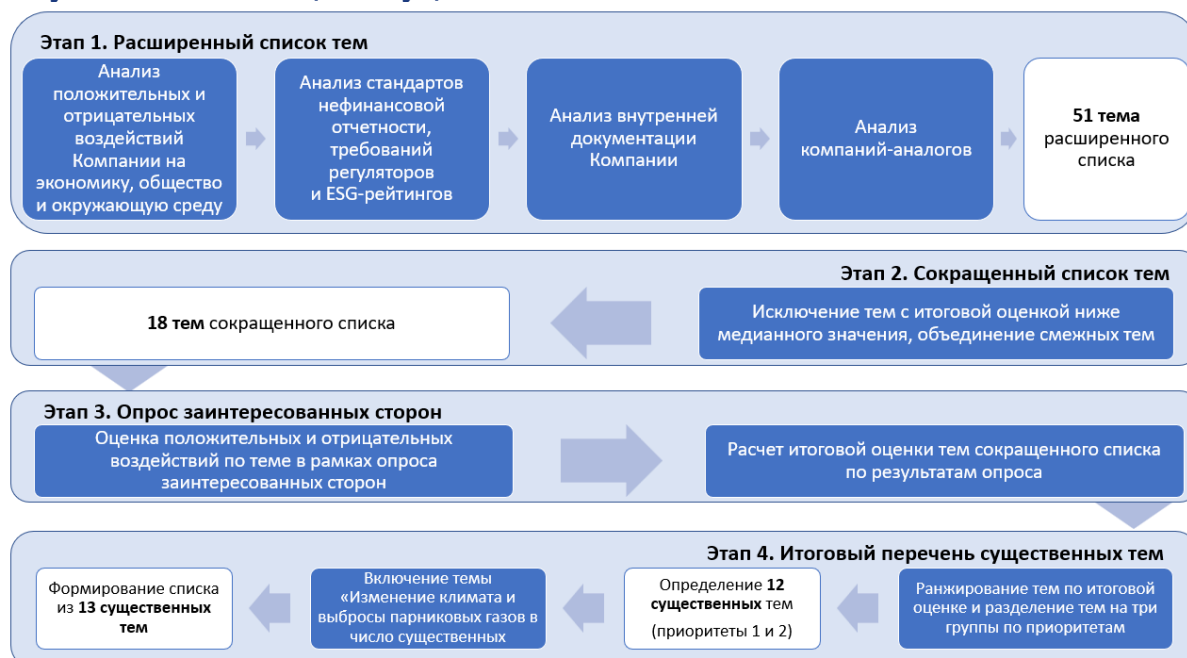 Этап 1. Расширенный список тем
Анализ
положительных и
отрицательных
воздействий
Компании на
экономику, общество
и окружающую среду
Анализ стандартов
нефинансовой
отчетности,
требований
регуляторов
и ESG-рейтингов
Анализ внутренней
документации
Компании
Анализ
компаний-аналогов
51 тема
расширенного
списка
Этап 2. Сокращенный список тем
18 тем сокращенного списка
Исключение тем с итоговой оценкой ниже
медианного значения, объединение смежных тем
Этап 3. Опрос заинтересованных сторон
Оценка положительных и отрицательных
воздействий по теме в рамках опроса
заинтересованных сторон
Расчет итоговой оценки тем сокращенного списка
по результатам опроса
Этап 4. Итоговый перечень существенных тем
Формирование списка
из 13 существенных
тем
Включение темы
«Изменение климата и
выбросы парниковых газов в
число существенных
Определение 12
существенных тем
(приоритеты 1 и 2)
Ранжирование тем по итоговой
оценке и разделение тем на три
группы по приоритетам